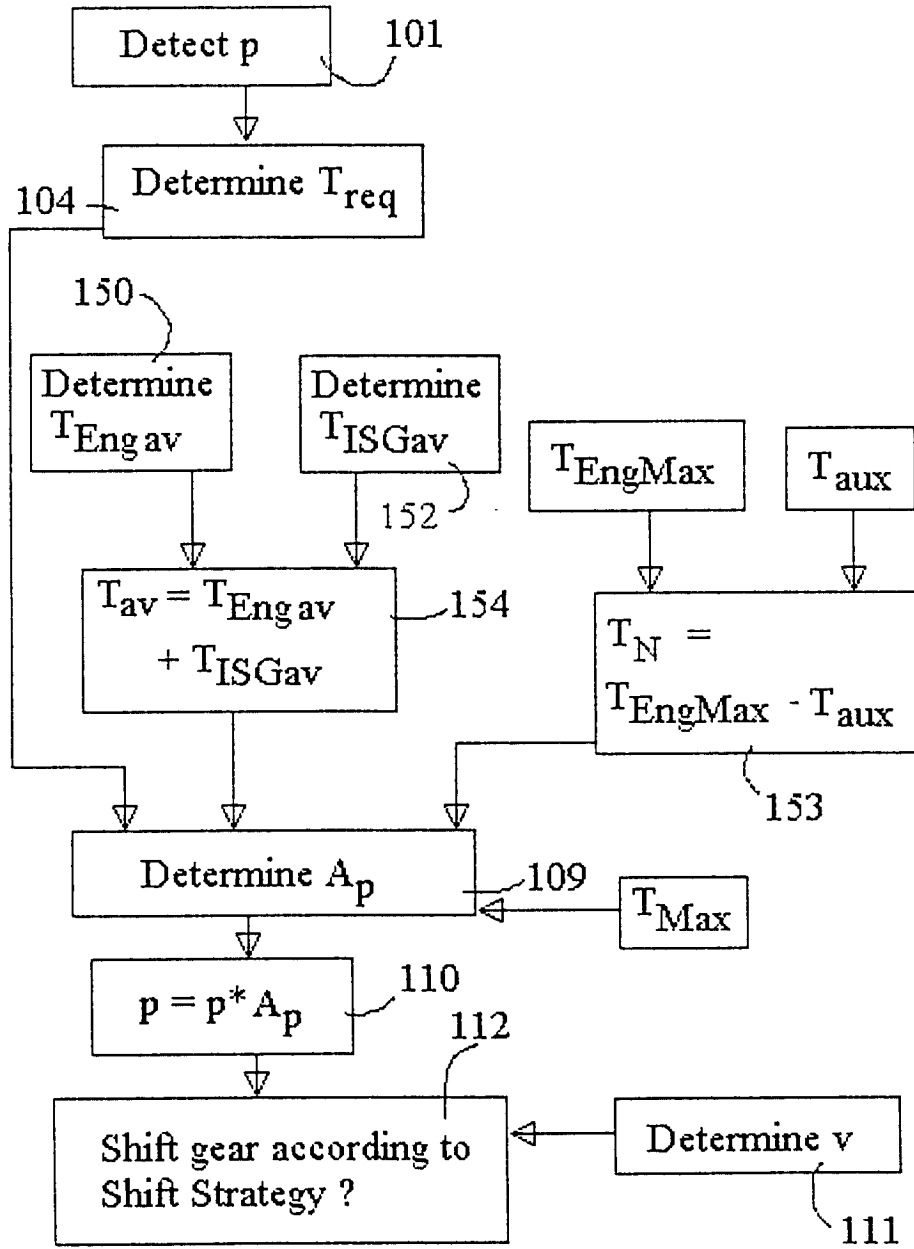 Detect p
101
Determine T_req
104
150
Determine
T_Eng av
Determine
T_ISGav
152
T_EngMax
T_aux
T_av = T_Eng av
+ T_ISGav
154
T_N =
T_EngMax - T_aux
153
Determine A_p
109
T_Max
p = p* A_p
110
112
Shift gear according to
Shift Strategy ?
Determine v
111